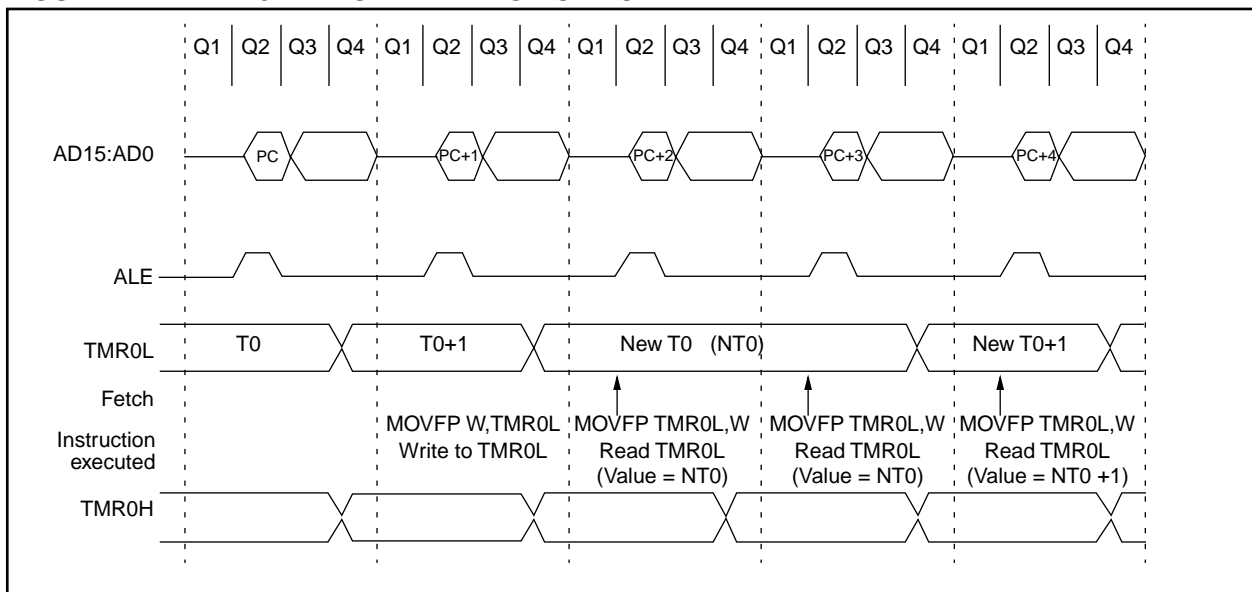 Q1 Q2 Q3 Q4 Q1 Q2 Q3 Q4 Q1 Q2 Q3 Q4 Q1 Q2 Q3 Q4 Q1 Q2 Q3 Q4
AD15:AD0 PC PC+1 PC+2 PC+3 PC+4
ALE
TMR0L T0 T0+1 New T0 (NT0) New T0+1
Fetch
Instruction
executed
MOVFP W,TMR0L
Write to TMR0L
MOVFP TMR0L,W
Read TMR0L
(Value = NT0)
MOVFP TMR0L,W
Read TMR0L
(Value = NT0)
MOVFP TMR0L,W
Read TMR0L
(Value = NT0 +1)
TMR0H